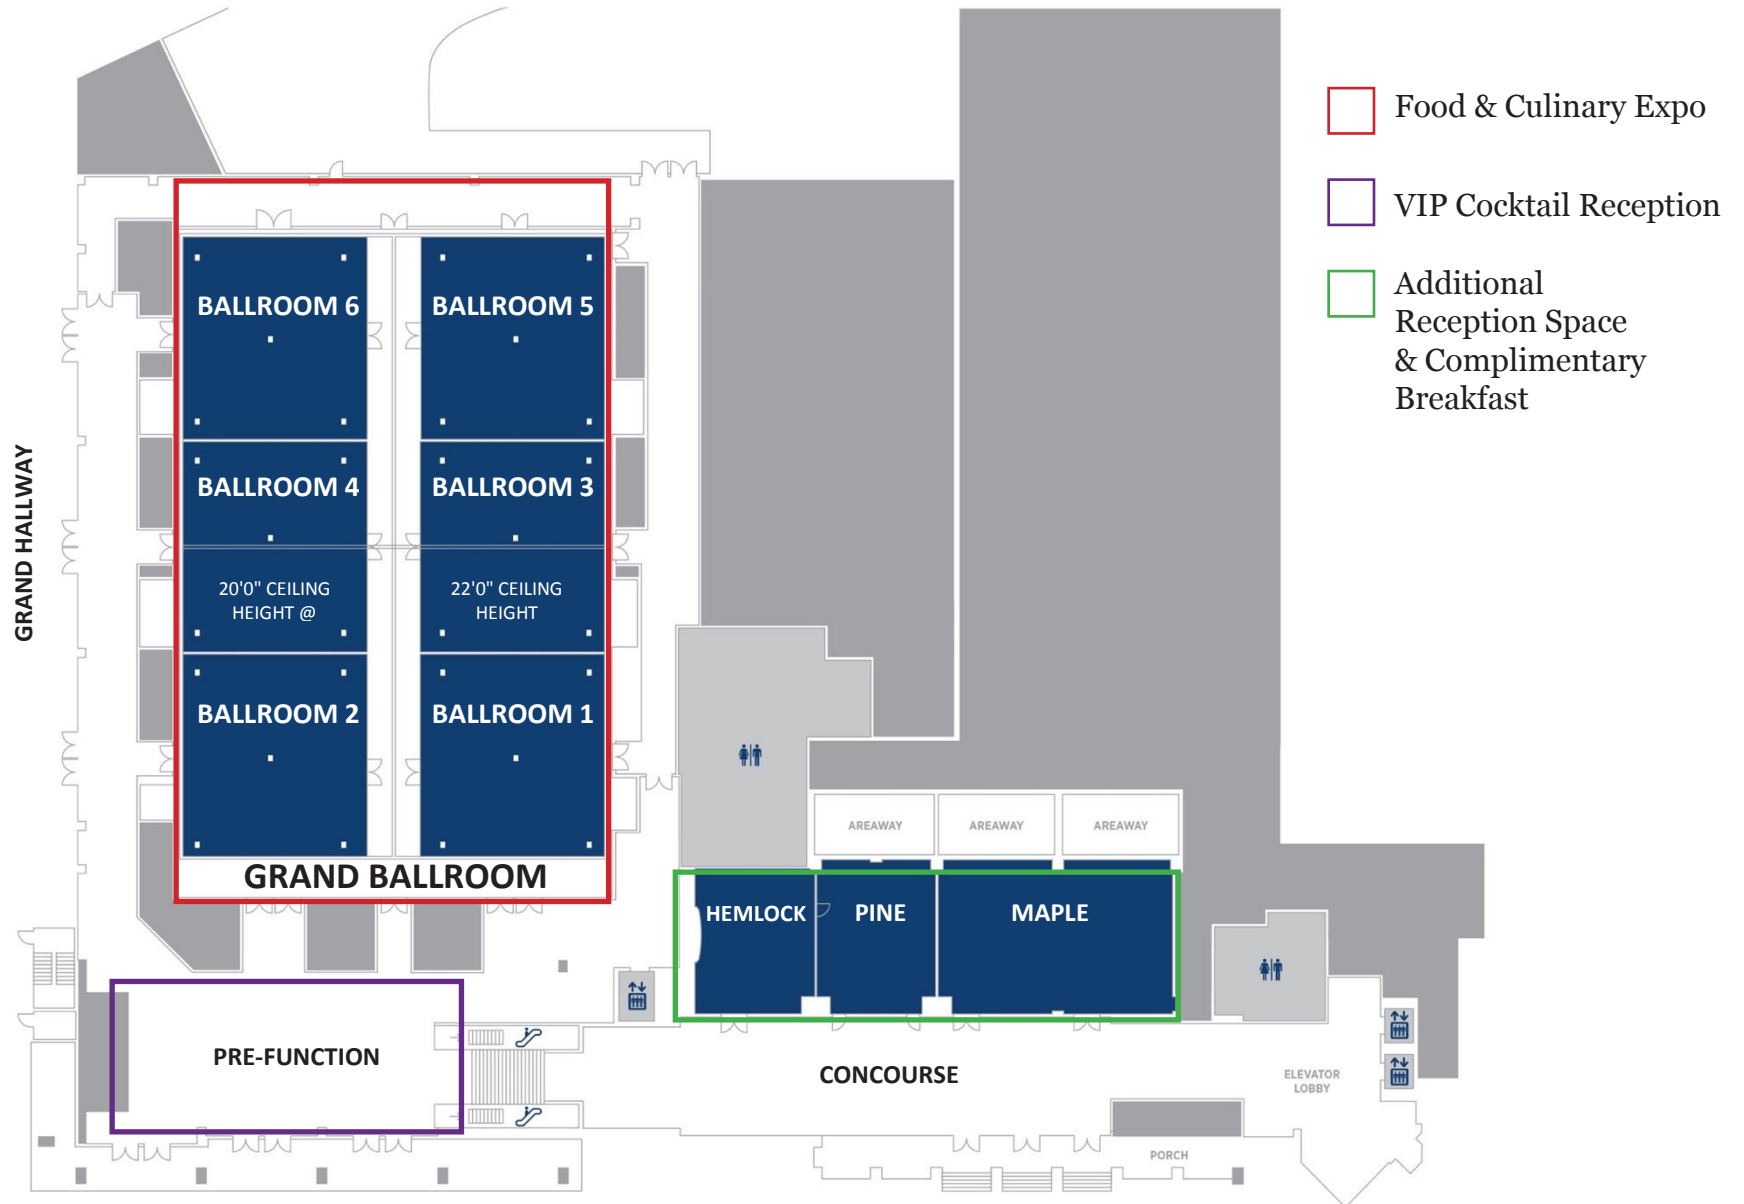 Food & Culinary Expo
VIP Cocktail Reception
Additional
Reception Space
& Complimentary
Breakfast
GRAND HALLWAY
BALLROOM 6
BALLROOM 5
BALLROOM 4
BALLROOM 3
20'0" CEILING
HEIGHT @
22'0" CEILING
HEIGHT
BALLROOM 2
BALLROOM 1
GRAND BALLROOM
AREAWAY
AREAWAY
AREAWAY
HEMLOCK
PINE
MAPLE
PRE-FUNCTION
CONCOURSE
ELEVATOR
LOBBY
PORCH